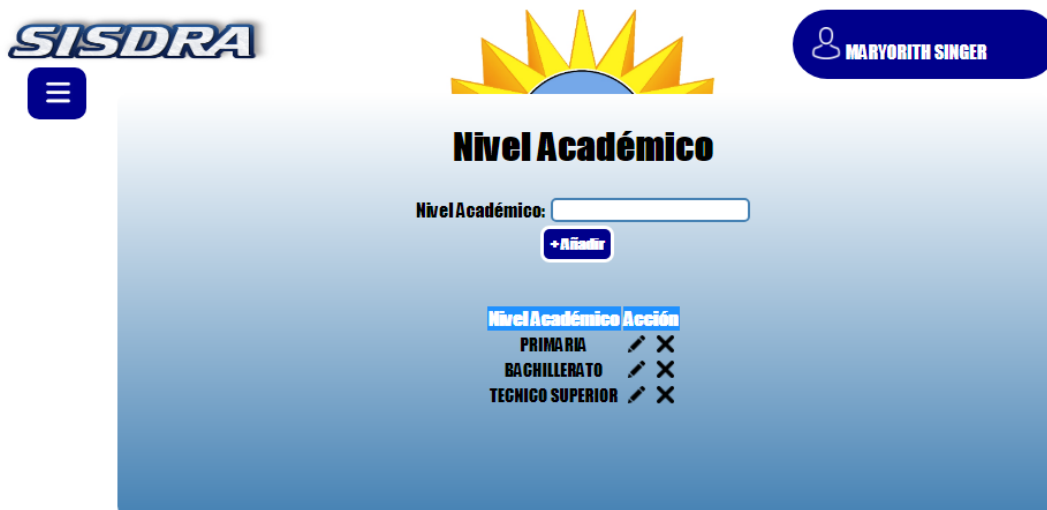 SISDRA
MARYORITH SINGER
Nivel Académico
Nivel Académico:
+ Añadir
Nivel Académico Acción
PRIMARIA
BACHILLERATO
TECNICO SUPERIOR